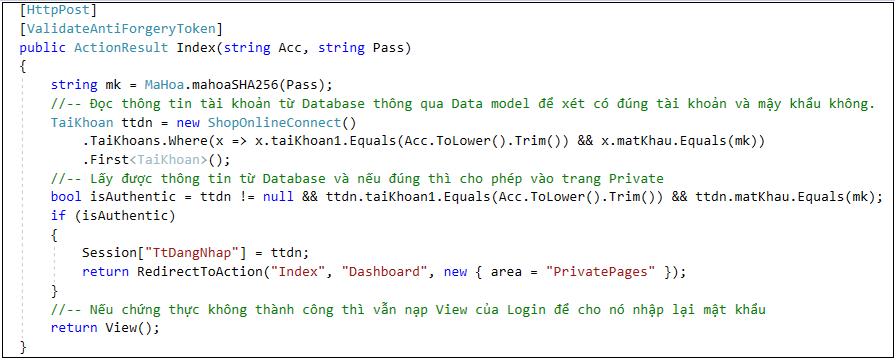 [HttpPost]
[ValidateAntiForgeryToken]
public ActionResult Index(string Acc, string Pass)
{
string mk = MaHoa.mahoaSHA256(Pass);
//-- Đọc thông tin tài khoản từ Database thông qua Data model để xét có đúng tài khoản và mậy khẩu không.
TaiKhoan ttdn = new ShopOnlineConnect()
.TaiKhoans.Where(x => x.taiKhoan1.Equals(Acc.ToLower().Trim()) && x.matKhau.Equals(mk))
.First<TaiKhoan>();
//-- Lấy được thông tin từ Database và nếu đúng thì cho phép vào trang Private
bool isAuthentic = ttdn != null && ttdn.taiKhoan1.Equals(Acc.ToLower().Trim()) && ttdn.matKhau.Equals(mk);
if (isAuthentic)
{
Session["TtDangNhap"] = ttdn;
return RedirectToAction("Index", "Dashboard", new { area = "PrivatePages" });
}
//-- Nếu chứng thực không thành công thì vẫn nạp View của Login để cho nó nhập lại mật khẩu
return View();
}